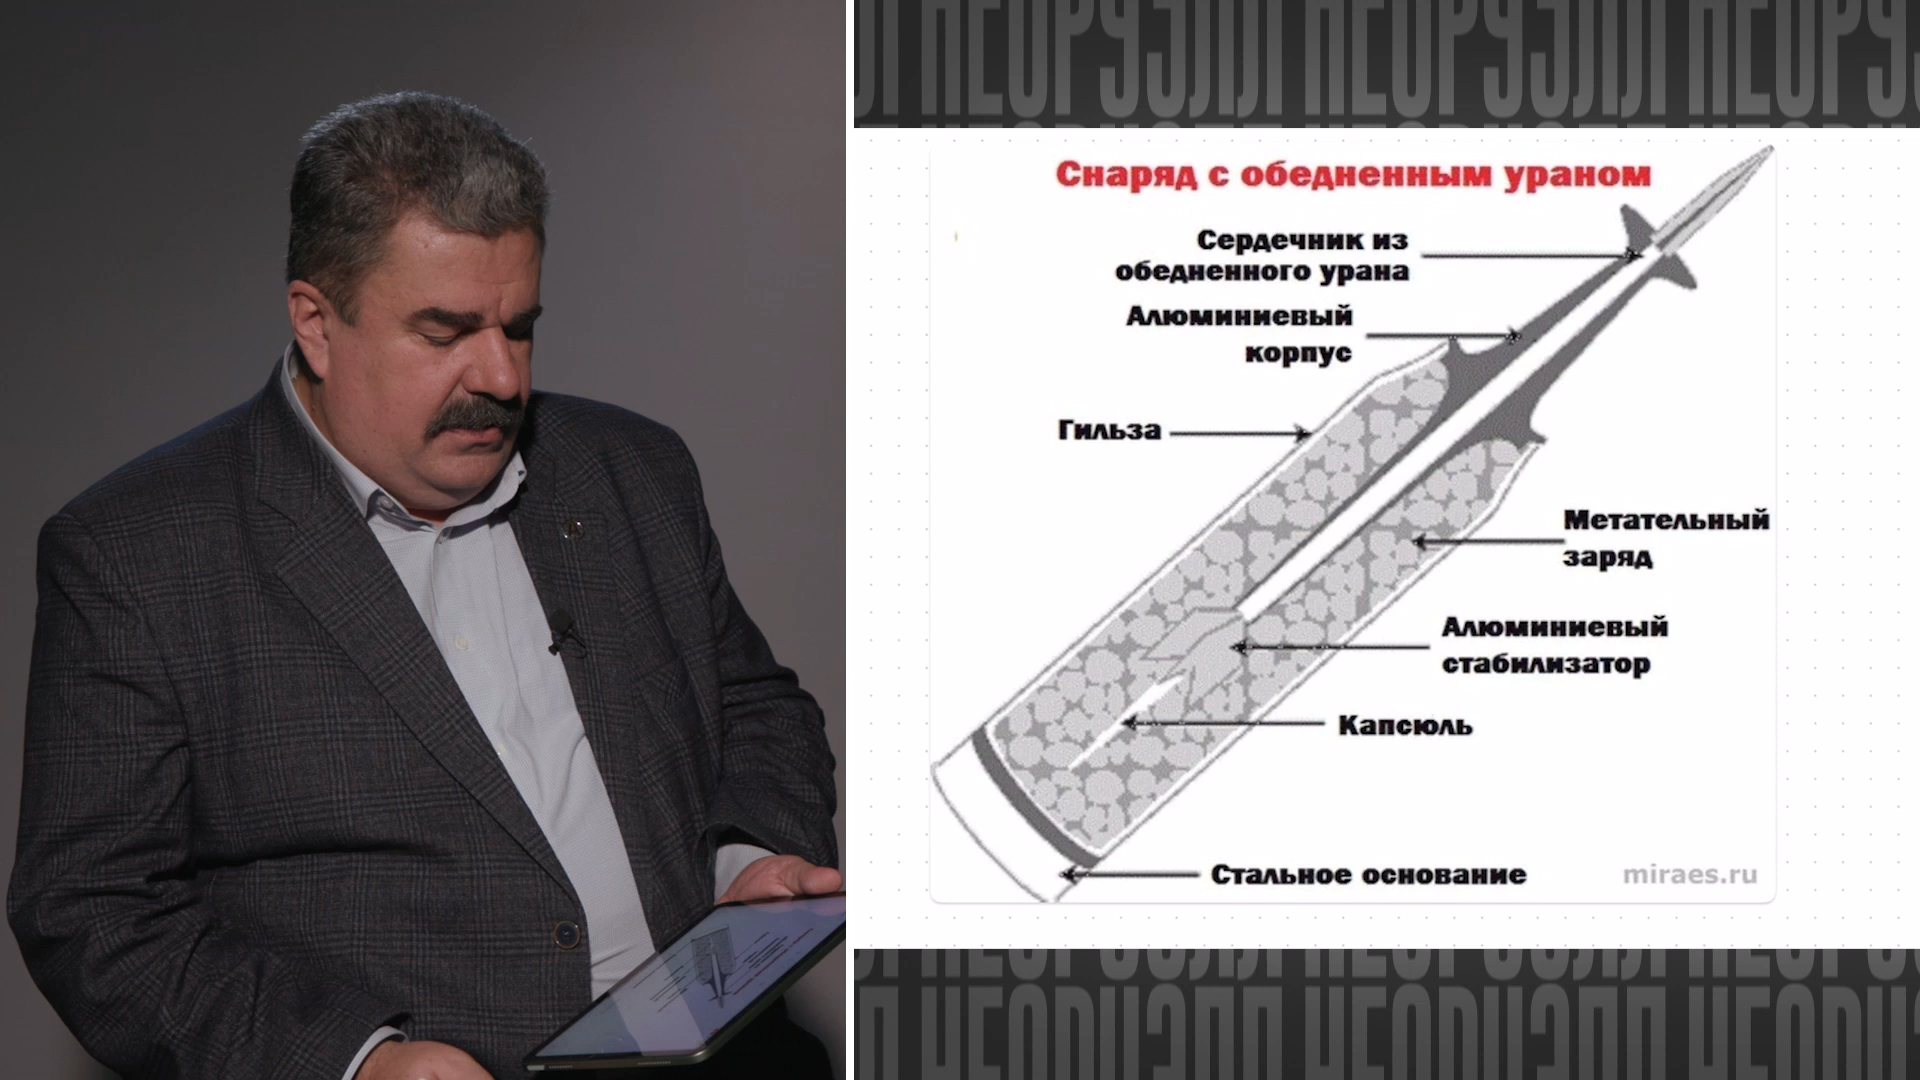 Снаряд с обедненным ураном
Сердечник из
обедненного урана
Алюминиевый
корпус
Гильза
Метательный
заряд
Алюминиевый
стабилизатор
Капсюль
Стальное основание
miraes.ru